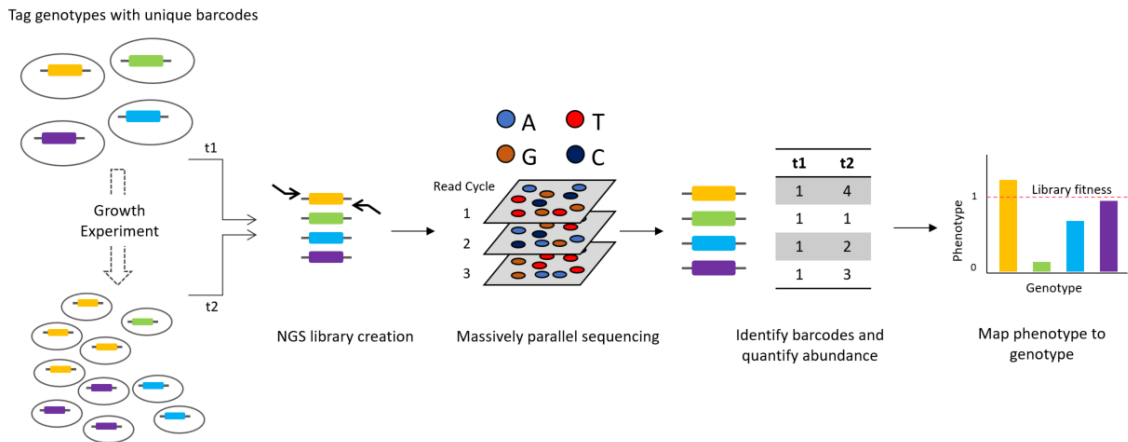 Tag genotypes with unique barcodes
t1
Growth
Experiment
t2
NGS library creation
A
T
G
C
Read Cycle
1
2
3
Massively parallel sequencing
t1 t2
1 4
1 1
1 2
1 3
Identify barcodes and
quantify abundance
Phenotype
1
0
Library fitness
Genotype
Map phenotype to
genotype